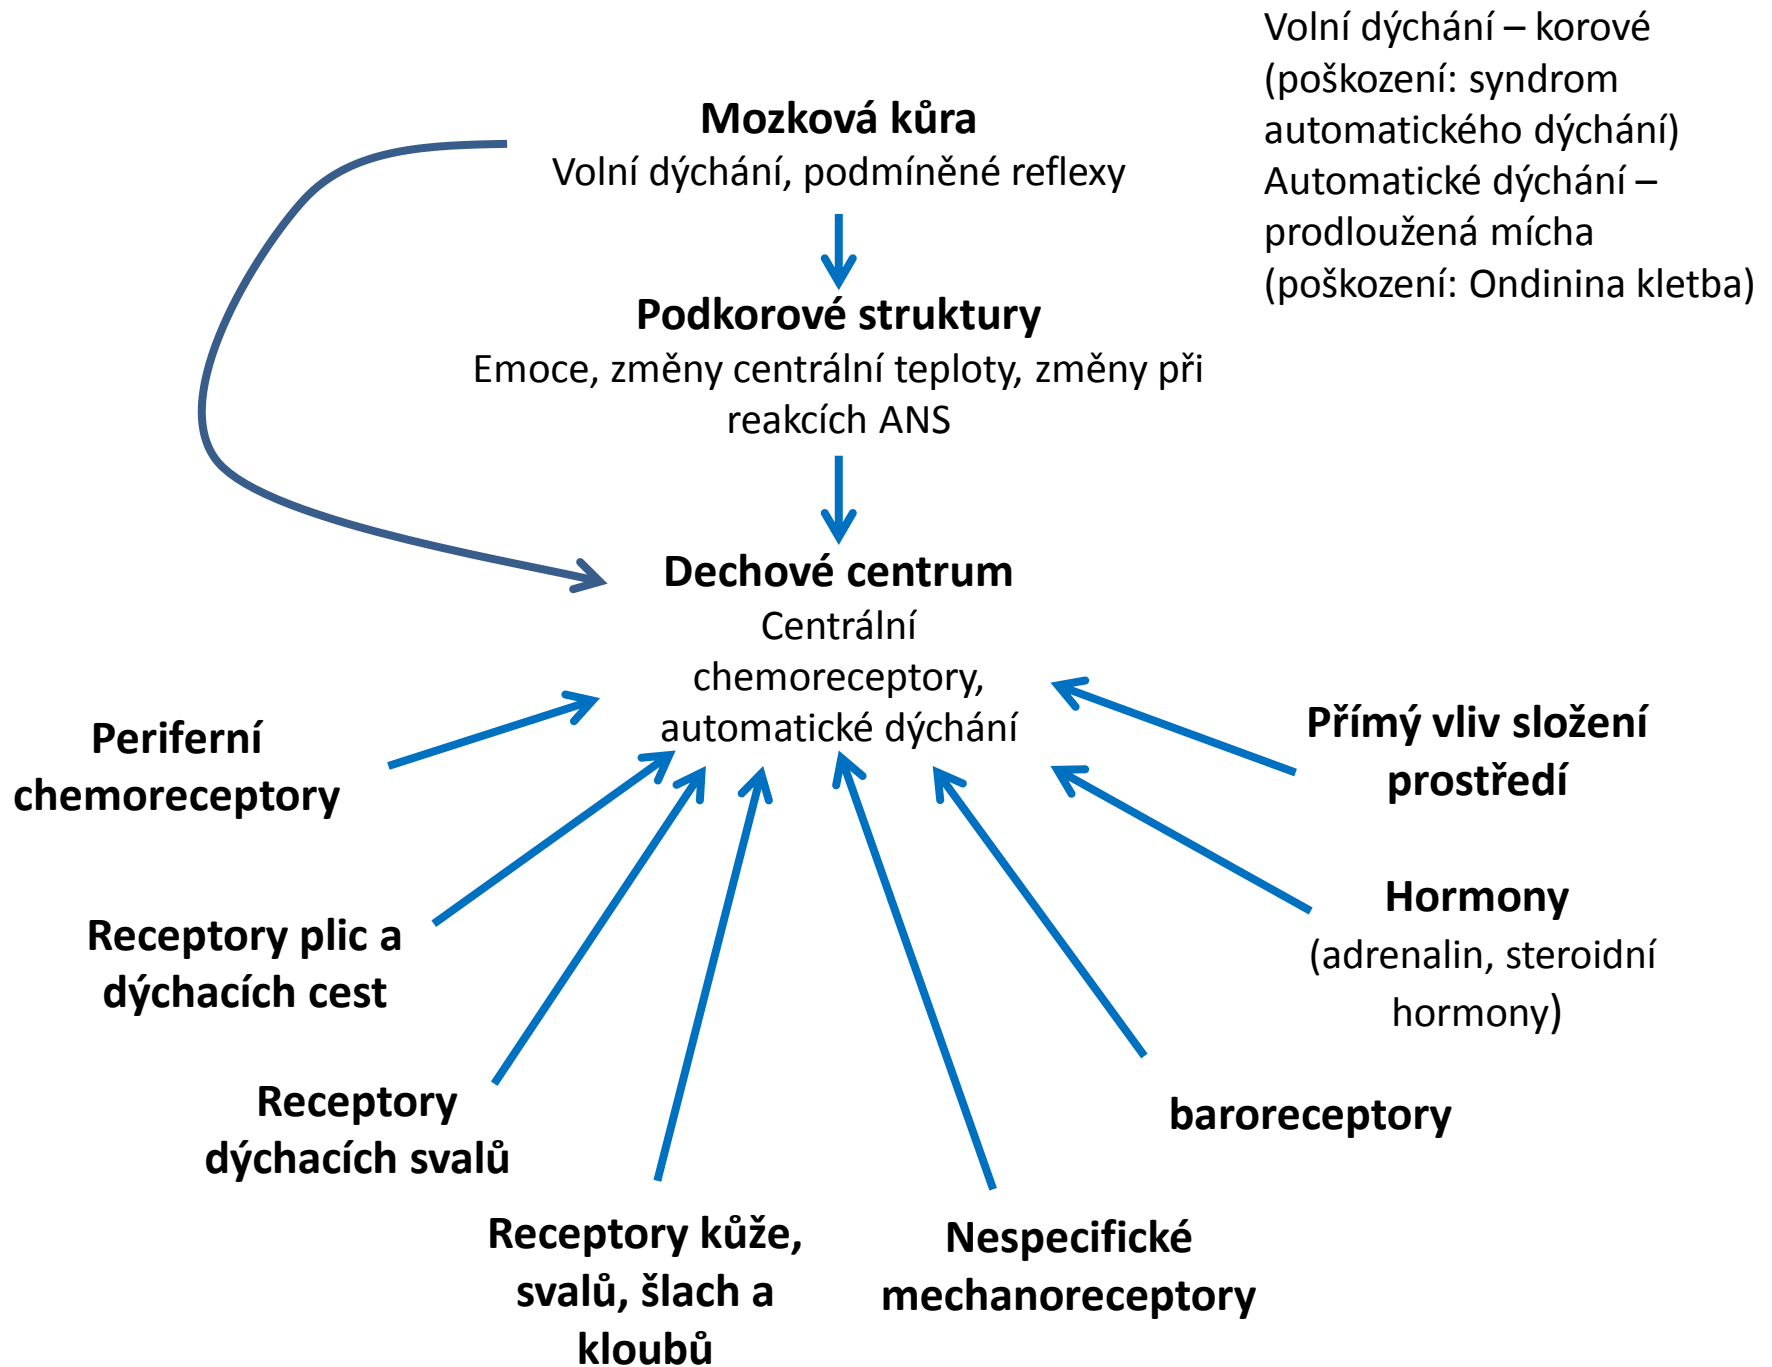 Volní dýchání – korové
(poškození: syndrom
automatického dýchání)
Automatické dýchání –
prodloužená mícha
(poškození: Ondinina kletba)
Mozková kůra
Volní dýchání, podmíněné reflexy
Podkorové struktury
Emoce, změny centrální teploty, změny při
reakcích ANS
Dechové centrum
Centrální
chemoreceptory,
automatické dýchání
Periferní
chemoreceptory
Přímý vliv složení
prostředí
Receptory plic a
dýchacích cest
Hormony
(adrenalin, steroidní
hormony)
Receptory
dýchacích svalů
baroreceptory
Receptory kůže,
svalů, šlach a
kloubů
Nespecifické
mechanoreceptory